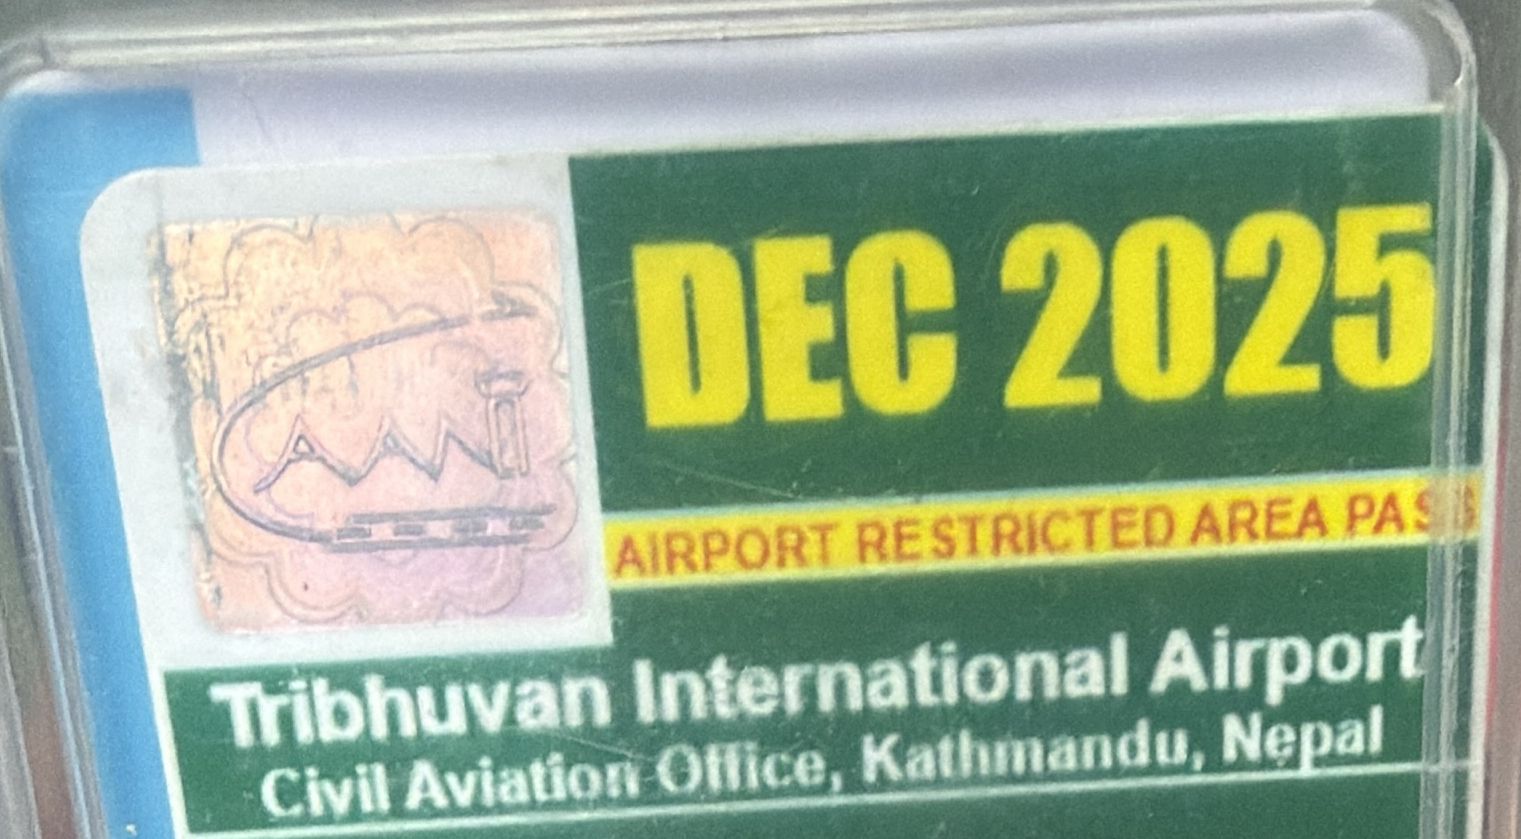 DEC 2025
AIRPORT RESTRICTED AREA PASS
Tribhuvan International Airport
Civil Aviation Office, Kathmandu, Nepal